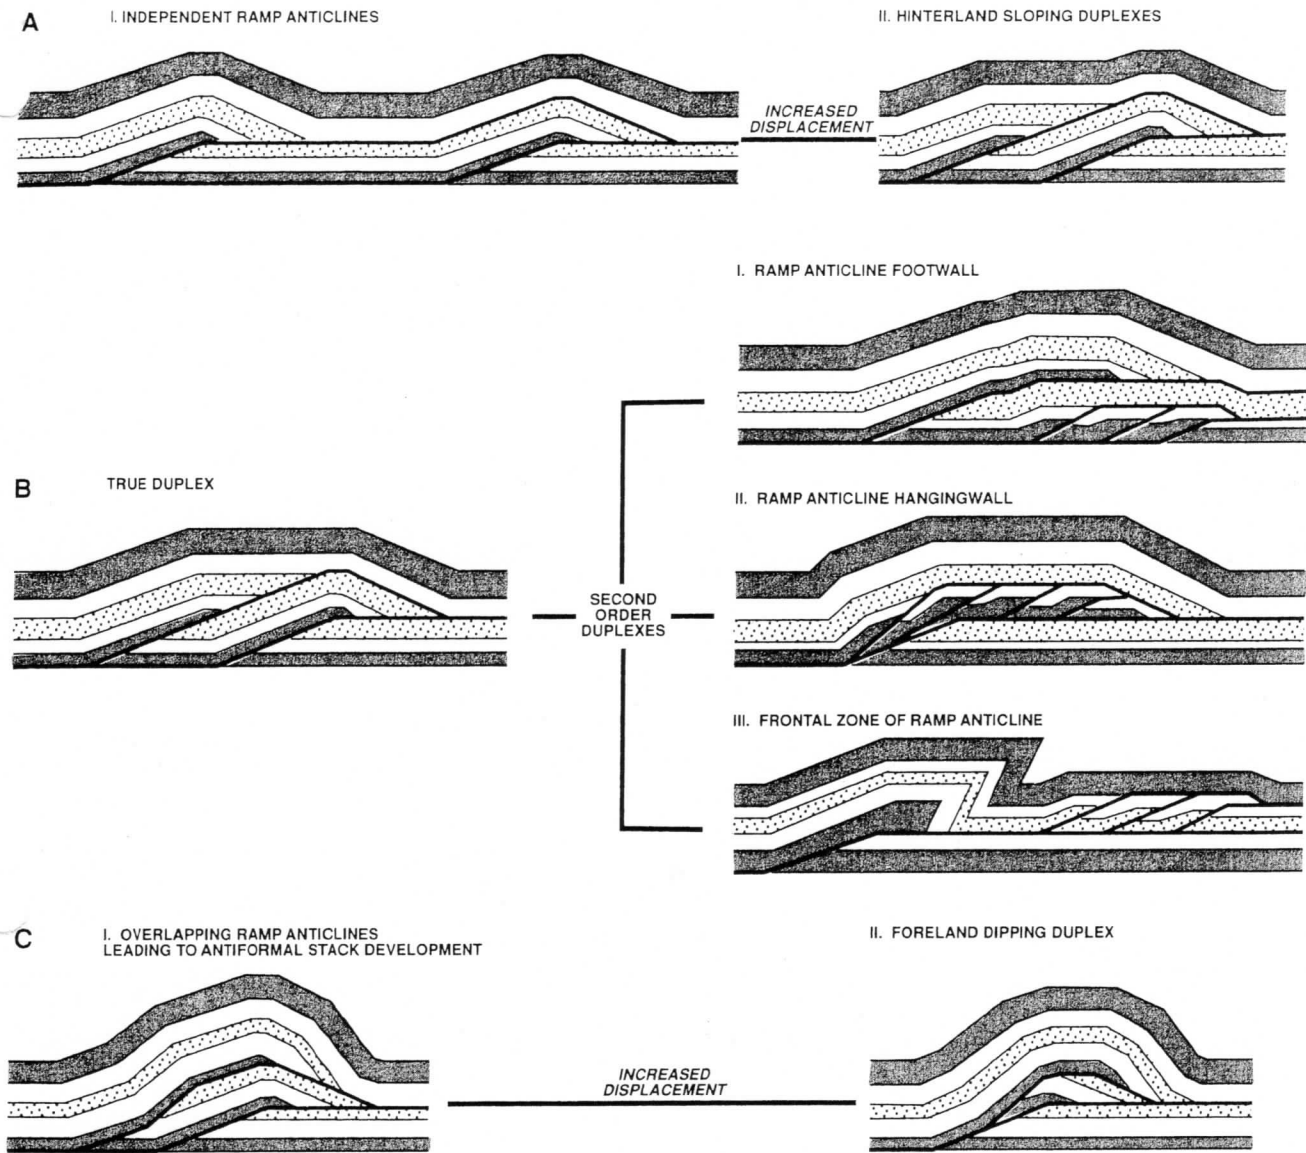 A
I. INDEPENDENT RAMP ANTICLINES
II. HINTERLAND SLOPING DUPLEXES
INCREASED
DISPLACEMENT
I. RAMP ANTICLINE FOOTWALL
B
TRUE DUPLEX
II. RAMP ANTICLINE HANGINGWALL
SECOND
ORDER
DUPLEXES
III. FRONTAL ZONE OF RAMP ANTICLINE
C
I. OVERLAPPING RAMP ANTICLINES
LEADING TO ANTIFORMAL STACK DEVELOPMENT
II. FORELAND DIPPING DUPLEX
INCREASED
DISPLACEMENT